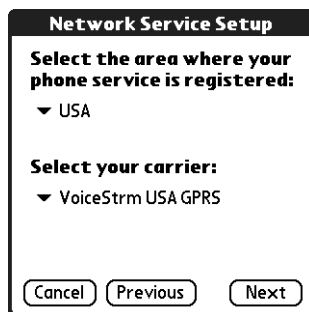 Network Service Setup
Select the area where your
phone service is registered:
USA
Select your carrier:
VoiceStrm USA GPRS
Cancel Previous Next